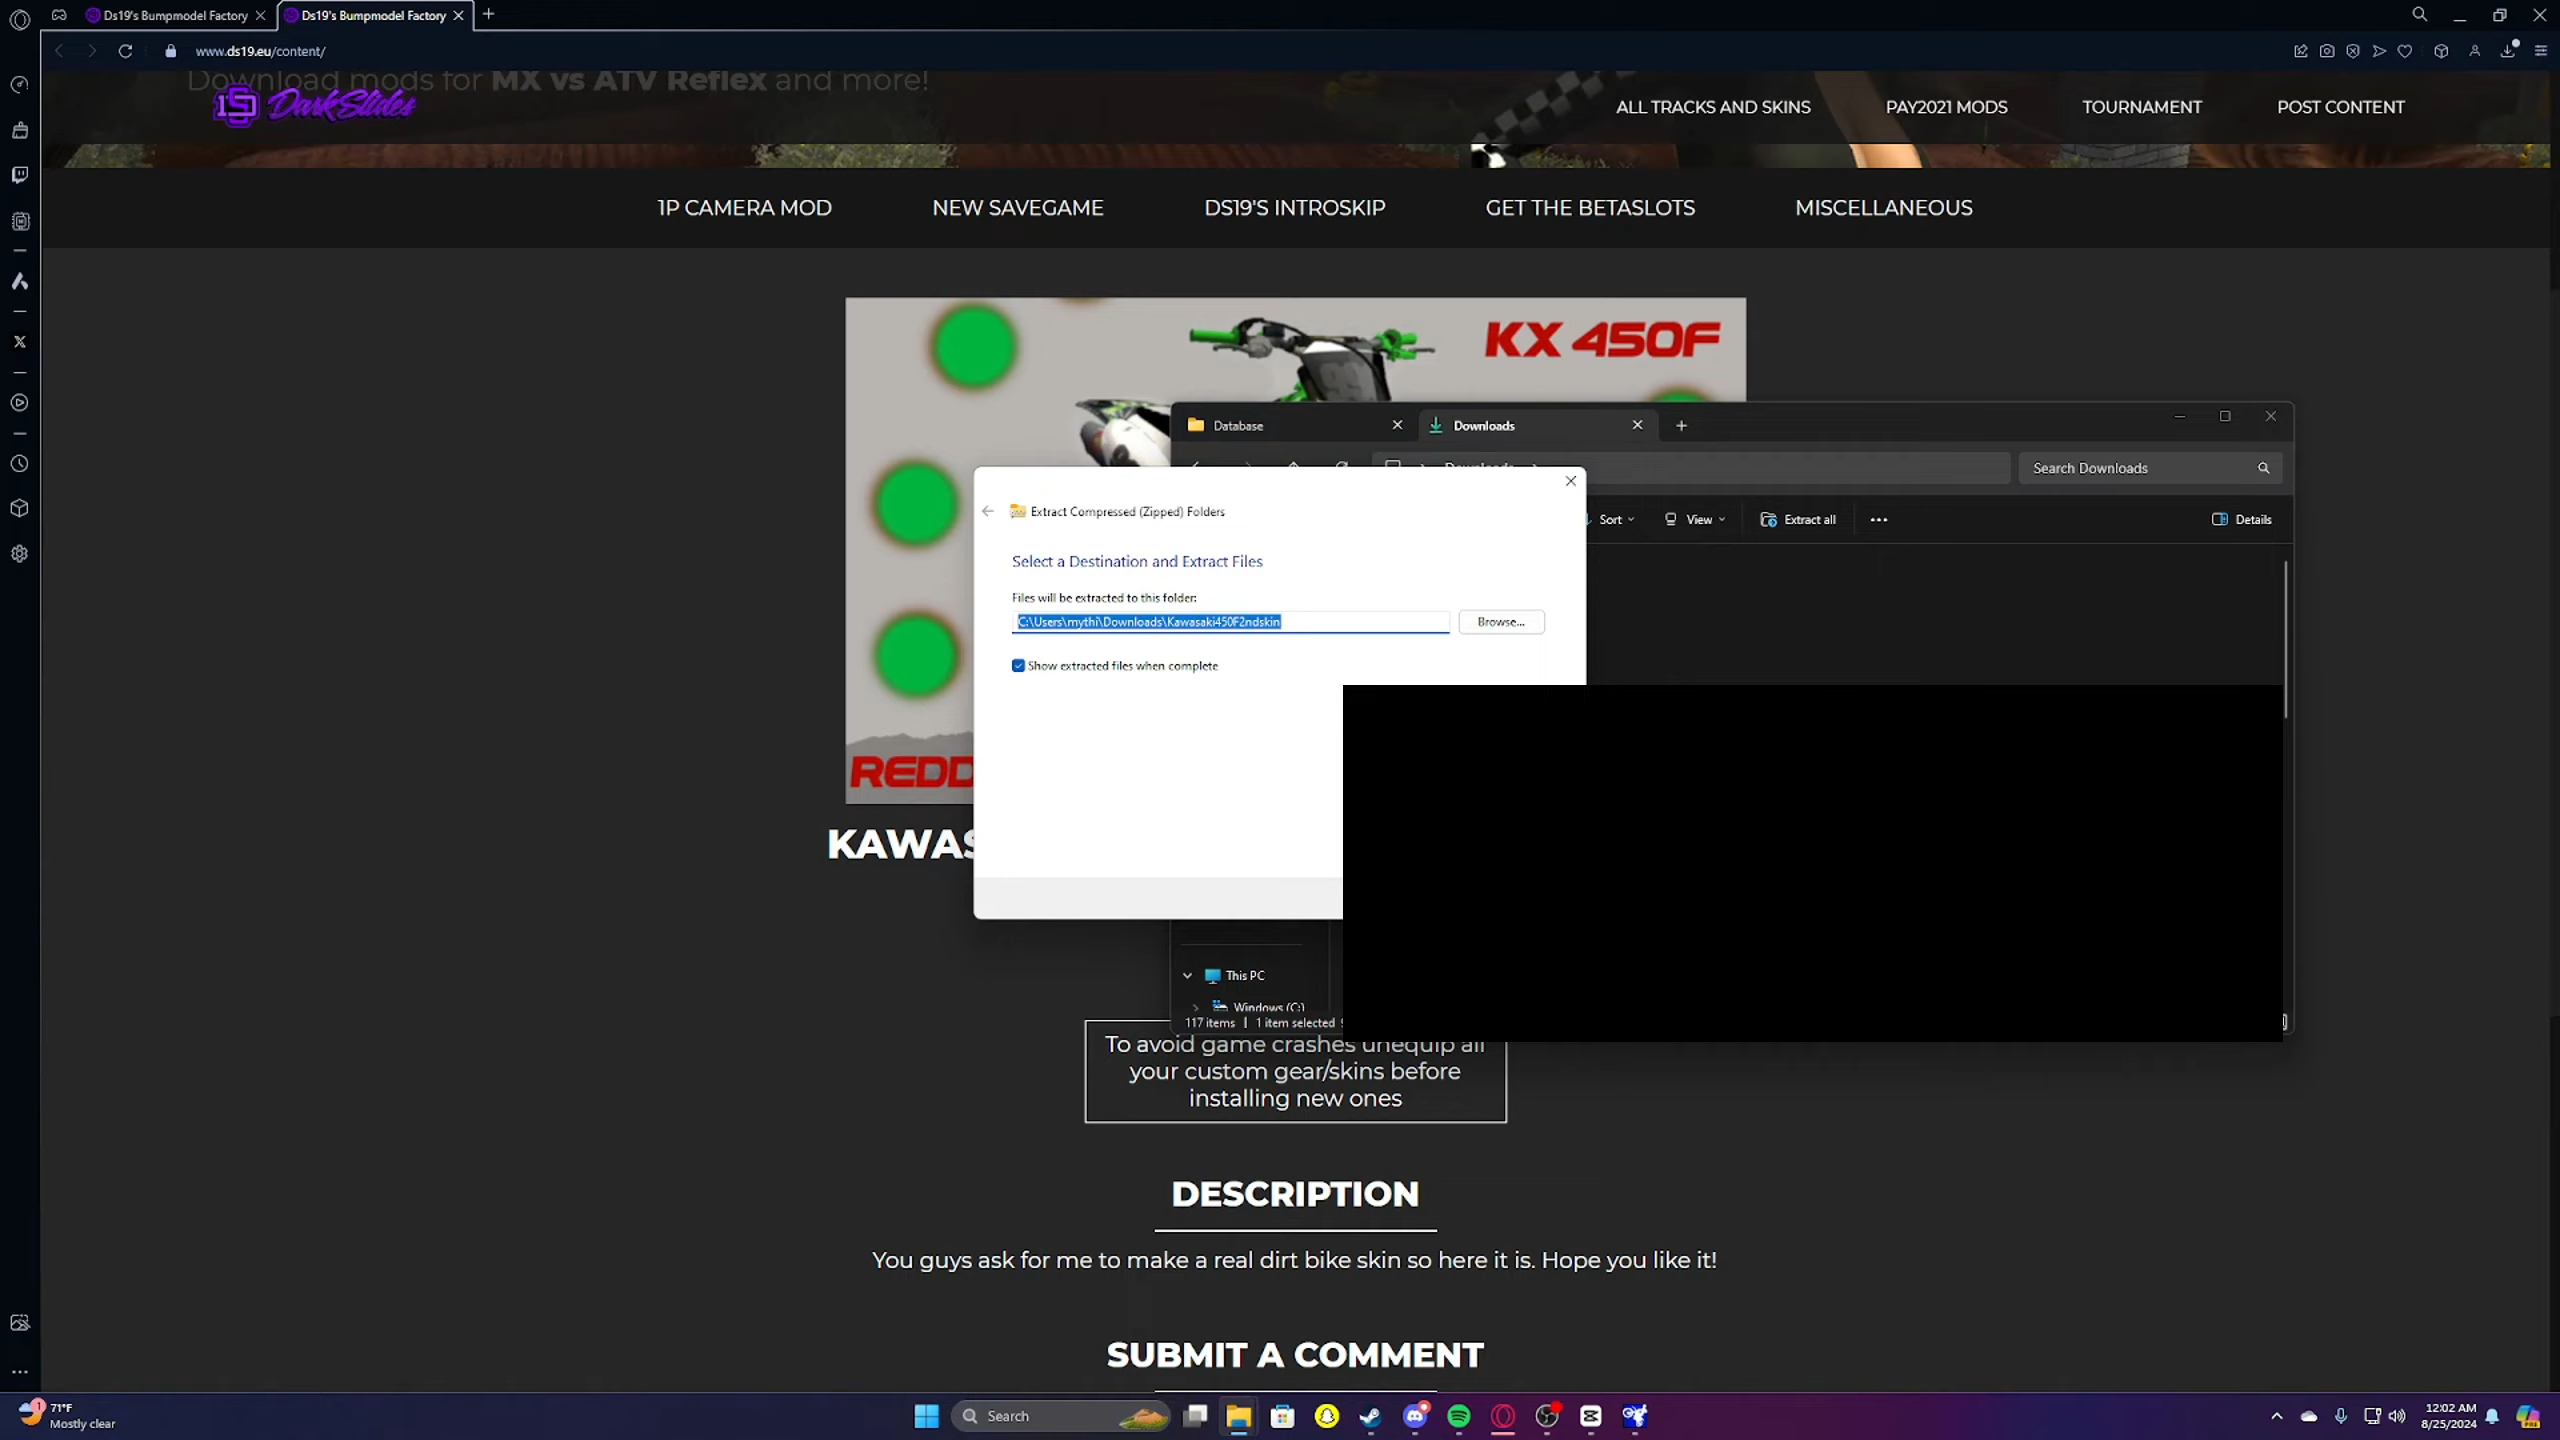 Ds19's Bumpmodel Factory
Ds19's Bumpmodel Factory
www.ds19.eu/content/
Download mods for MX vs ATV Reflex and more!
DarkSlides
ALL TRACKS AND SKINS
PAY2021 MODS
TOURNAMENT
POST CONTENT
1P CAMERA MOD
NEW SAVEGAME
DS19'S INTROSKIP
GET THE BETASLOTS
MISCELLANEOUS
KX 450F
Database
Downloads
Downloads
Search Downloads
Sort
View
Extract all
Details
Extract Compressed (Zipped) Folders
Select a Destination and Extract Files
Files will be extracted to this folder:
C:\Users\mythi\Downloads\Kawasaki450F2ndskin
Browse...
Show extracted files when complete
REDD
KAWAS
This PC
Windows (C:)
117 items
1 item selected
To avoid game crashes unequip all
your custom gear/skins before
installing new ones
DESCRIPTION
You guys ask for me to make a real dirt bike skin so here it is. Hope you like it!
SUBMIT A COMMENT
1
71°F
Mostly clear
Search
12:02 AM
8/25/2024